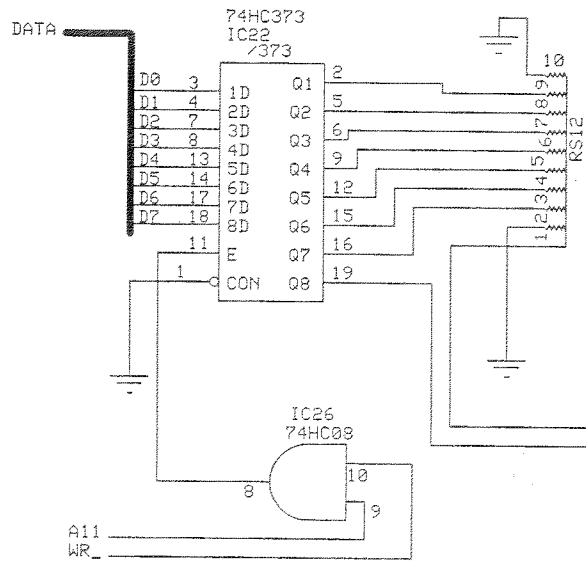 DATA
74HC373
IC22
/373
D0 3 1D Q1 2
D1 4 2D Q2 5
D2 7 3D Q3 6
D3 8 4D Q4 9
D4 13 5D Q5 12
D5 14 6D Q6 15
D6 17 7D Q7 16
D7 18 8D Q8 19
11 E
1 CON
10
9
8
7
6
5
4
3
2
1
RS12
IC26
74HC08
8
10
9
A11
WR_